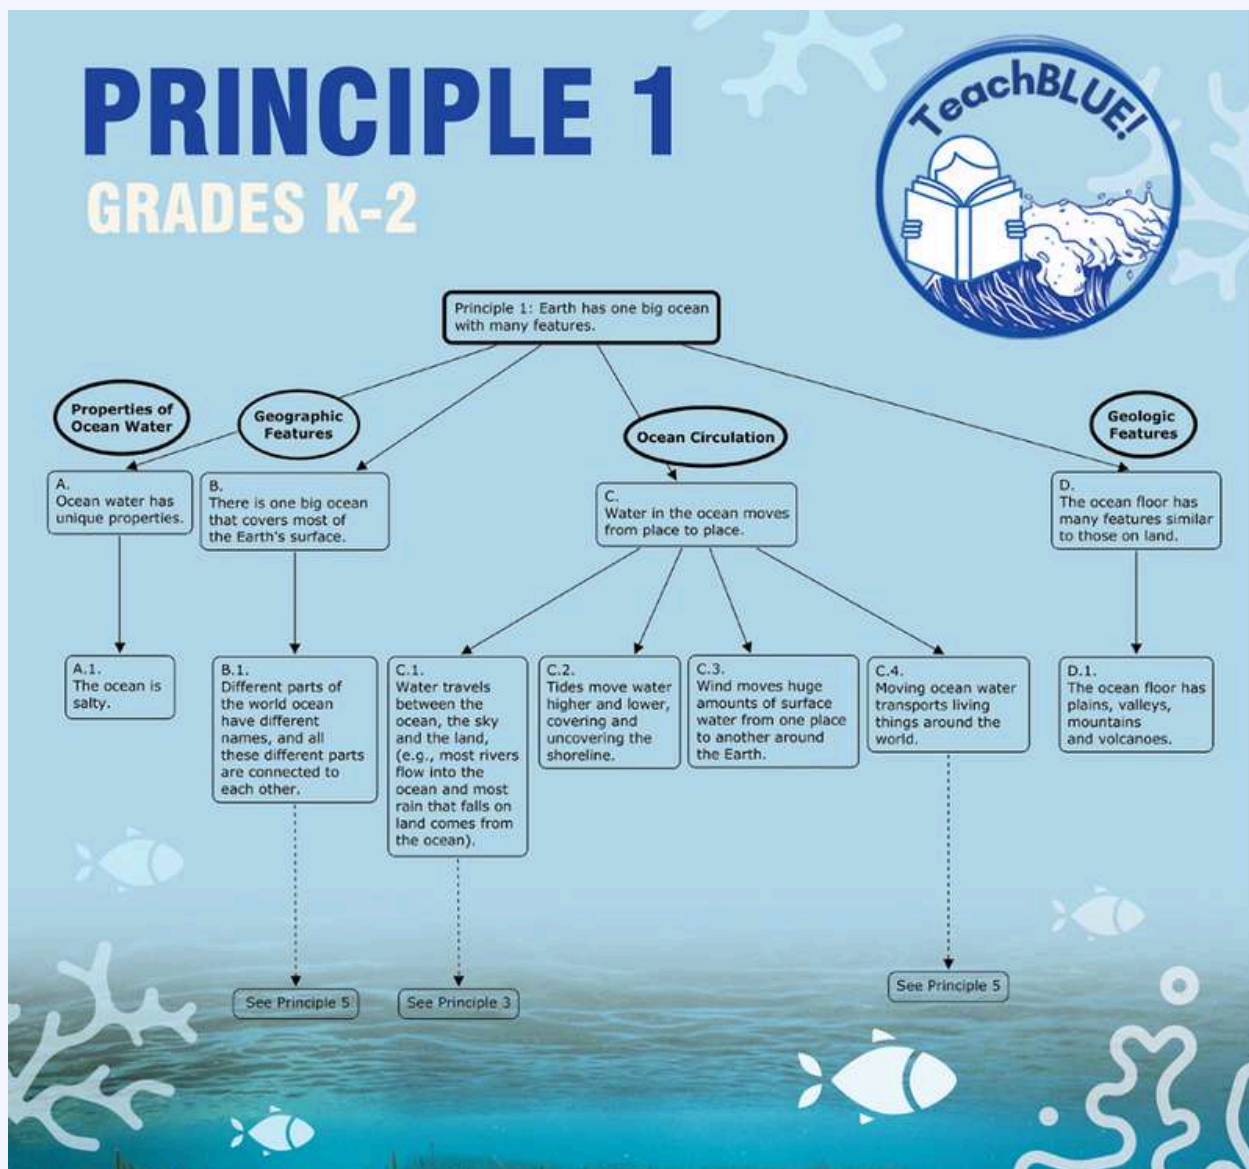 PRINCIPLE 1
GRADES K-2
TeachBLUE!
Principle 1: Earth has one big ocean
with many features.
Properties of
Ocean Water
Geographic
Features
Ocean Circulation
Geologic
Features
A.
Ocean water has
unique properties.
B.
There is one big ocean
that covers most of
the Earth's surface.
C.
Water in the ocean moves
from place to place.
D.
The ocean floor has
many features similar
to those on land.
A.1.
The ocean is
salty.
B.1.
Different parts of
the world ocean
have different
names, and all
these different parts
are connected to
each other.
C.1.
Water travels
between the
ocean, the sky
and the land,
(e.g., most rivers
flow into the
ocean and most
rain that falls on
land comes from
the ocean).
C.2.
Tides move water
higher and lower,
covering and
uncovering the
shoreline.
C.3.
Wind moves huge
amounts of surface
water from one place
to another around
the Earth.
C.4.
Moving ocean water
transports living
things around the
world.
D.1.
The ocean floor has
plains, valleys,
mountains
and volcanoes.
See Principle 5
See Principle 3
See Principle 5